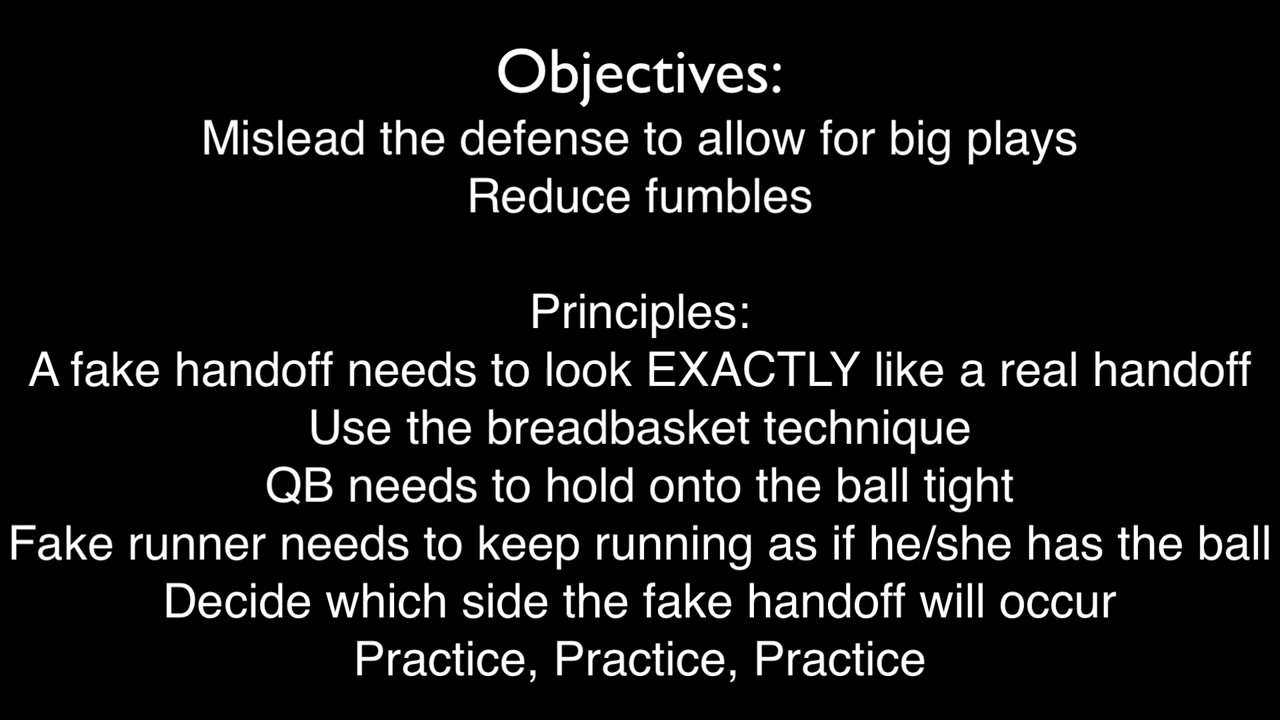 Objectives:
Mislead the defense to allow for big plays
Reduce fumbles
Principles:
A fake handoff needs to look EXACTLY like a real handoff
Use the breadbasket technique
QB needs to hold onto the ball tight
Fake runner needs to keep running as if he/she has the ball
Decide which side the fake handoff will occur
Practice, Practice, Practice